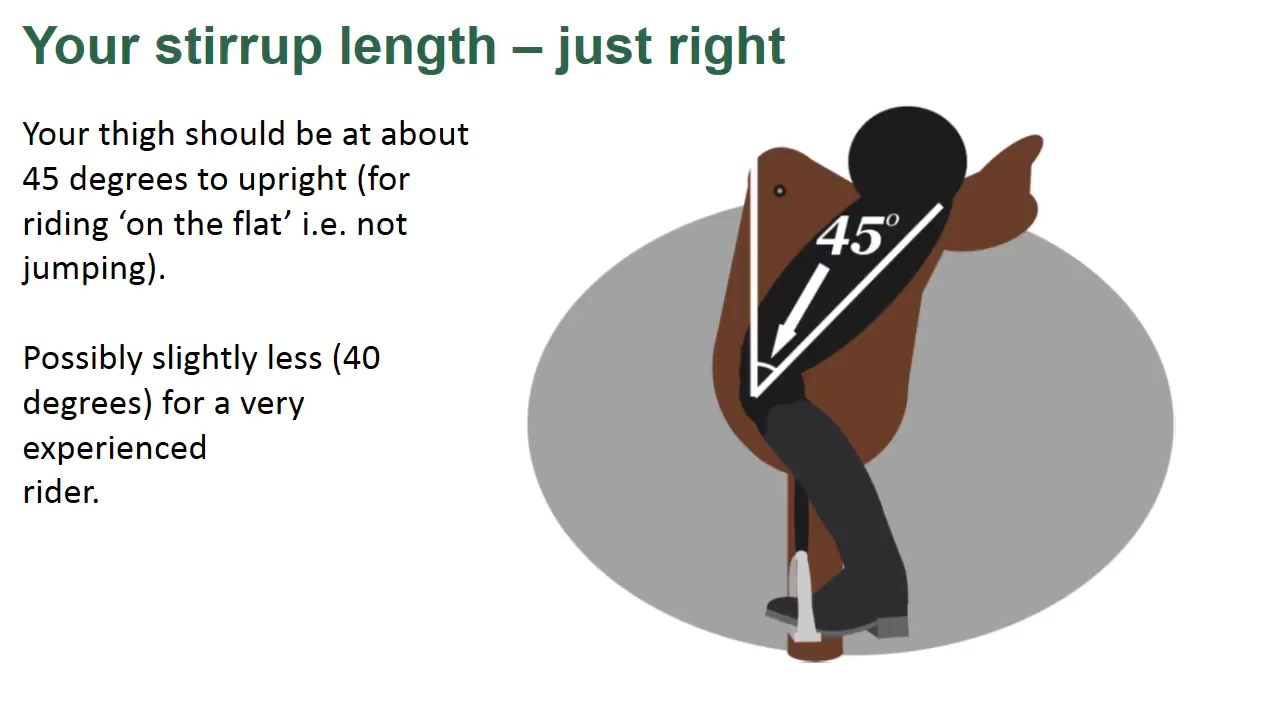 Your stirrup length – just right
Your thigh should be at about
45 degrees to upright (for
riding ‘on the flat’ i.e. not
jumping).
Possibly slightly less (40
degrees) for a very
experienced
rider.
45°